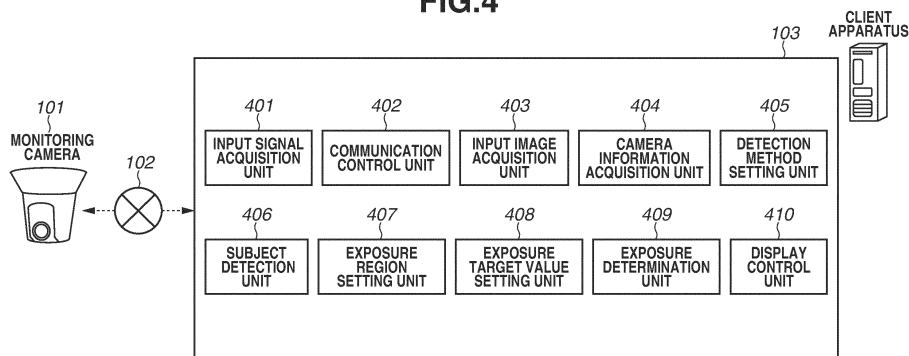 FIG.4
CLIENT
APPARATUS
103
101
MONITORING
CAMERA
102
401
402
403
404
405
INPUT SIGNAL
ACQUISITION
UNIT
COMMUNICATION
CONTROL UNIT
INPUT IMAGE
ACQUISITION
UNIT
CAMERA
INFORMATION
ACQUISITION UNIT
DETECTION
METHOD
SETTING UNIT
406
407
408
409
410
SUBJECT
DETECTION
UNIT
EXPOSURE
REGION
SETTING UNIT
EXPOSURE
TARGET VALUE
SETTING UNIT
EXPOSURE
DETERMINATION
UNIT
DISPLAY
CONTROL
UNIT